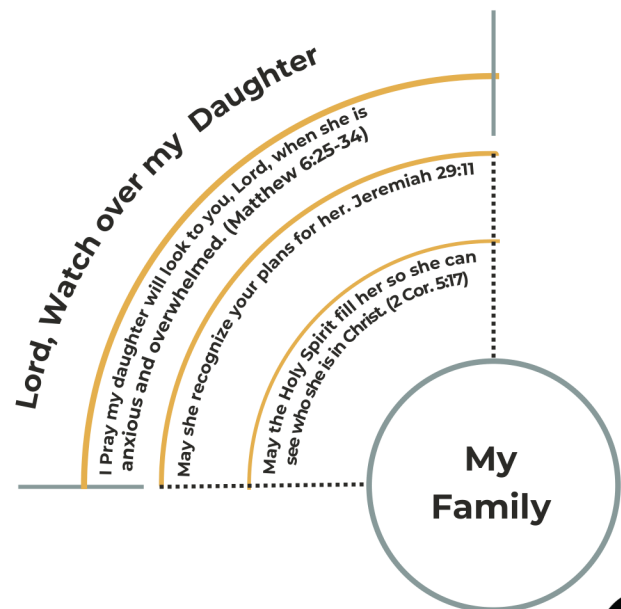 Lord, Watch over my Daughter
I Pray my daughter will look to you, Lord, when she is
anxious and overwhelmed. (Matthew 6:25-34)
May she recognize your plans for her. Jeremiah 29:11
May the Holy Spirit fill her so she can
see who she is in Christ. (2 Cor. 5:17)
My
Family